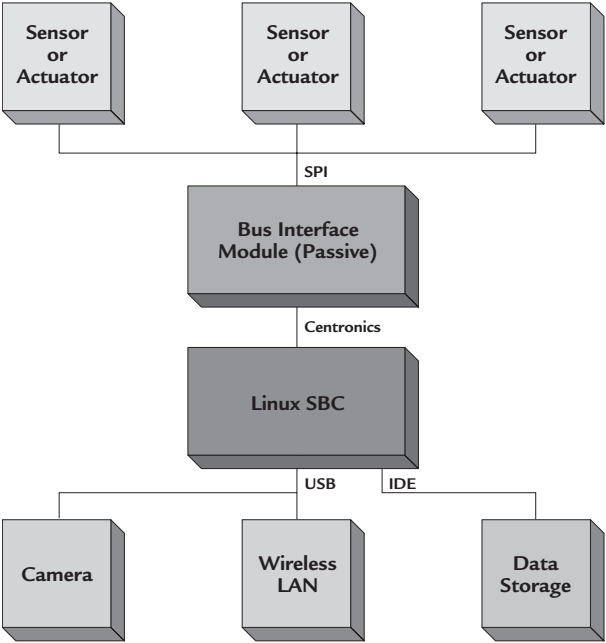 Sensor
or
Actuator
Sensor
or
Actuator
Sensor
or
Actuator
SPI
Bus Interface
Module (Passive)
Centronics
Linux SBC
USB
IDE
Camera
Wireless
LAN
Data
Storage